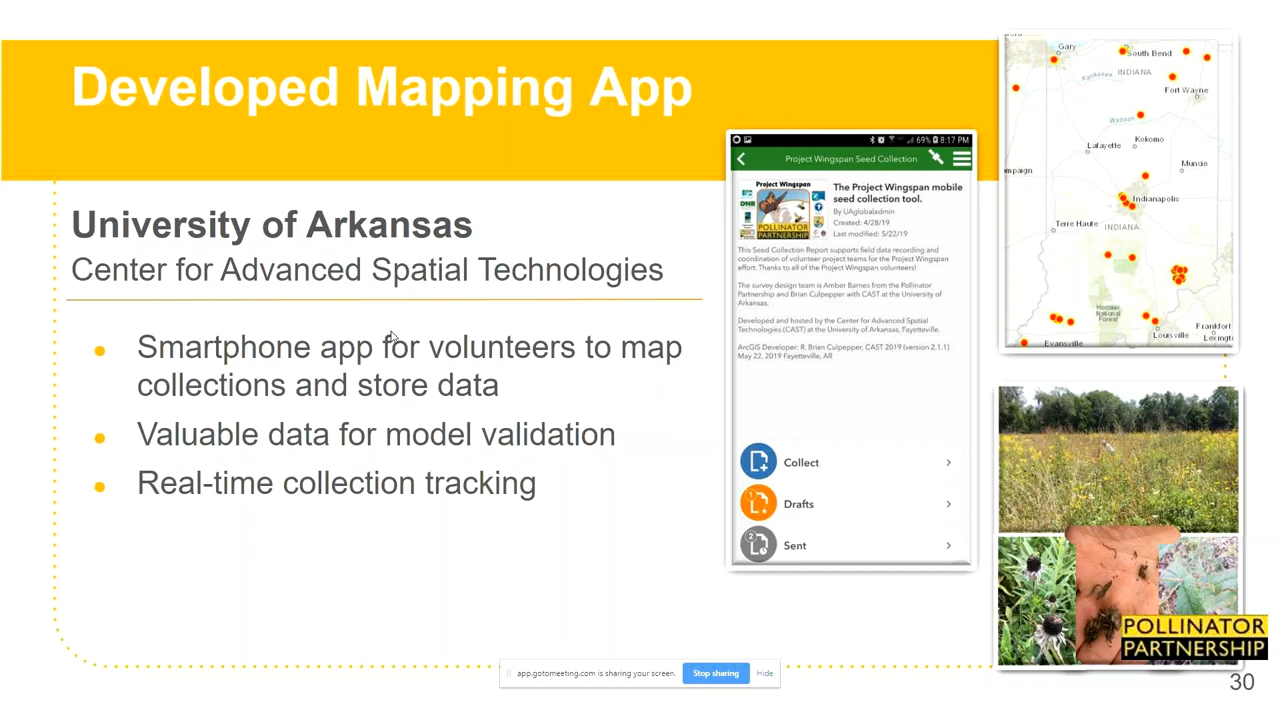 Developed Mapping App
University of Arkansas
Center for Advanced Spatial Technologies
Smartphone app for volunteers to map
collections and store data
Valuable data for model validation
Real-time collection tracking
69% 8:17 PM
Project Wingspan Seed Collection
Project Wingspan
DNR
POLLINATOR
PARTNERSHIP
The Project Wingspan mobile
seed collection tool.
By UAglobaladmin
Created: 4/28/19
Last modified: 5/22/19
This Seed Collection Report supports field data recording and
coordination of volunteer project teams for the Project Wingspan
effort. Thanks to all of the Project Wingspan volunteers!
The survey design team is Amber Barnes from the Pollinator
Partnership and Brian Culpepper with CAST at the University of
Arkansas.
Developed and hosted by the Center for Advanced Spatial
Technologies (CAST) at the University of Arkansas, Fayetteville.
ArcGIS Developer: R. Brian Culpepper, CAST 2019 (version 2.1.1)
May 22, 2019 Fayetteville, AR
Collect
1
Drafts
2
Sent
Gary
South Bend
INDIANA
Kankakee
Fort Wayne
Wabash
Kokomo
Lafayette
Muncie
mpaign
Indianapolis
Terre Haute
INDIANA
Hoosier
National
Forest
Frankfort
Louisville
Lexingt
Evansville
POLLINATOR
PARTNERSHIP
app.gotomeeting.com is sharing your screen.
Stop sharing
Hide
30